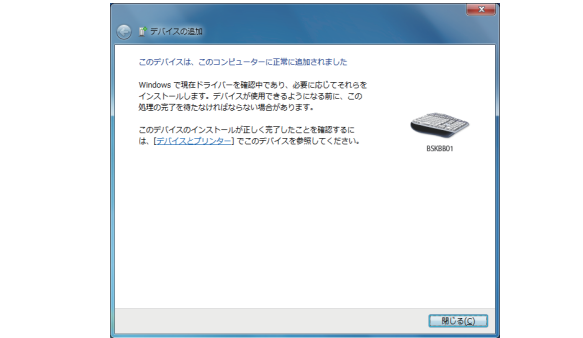 デバイスの追加
このデバイスは、このコンピューターに正常に追加されました
Windows で現在ドライバーを確認中であり、必要に応じてそれらを
インストールします。デバイスが使用できるようになる前に、この
処理の完了を待たなければならない場合があります。
このデバイスのインストールが正しく完了したことを確認するに
は、[デバイスとプリンター] でこのデバイスを参照してください。
BSKBB01
閉じる(C)